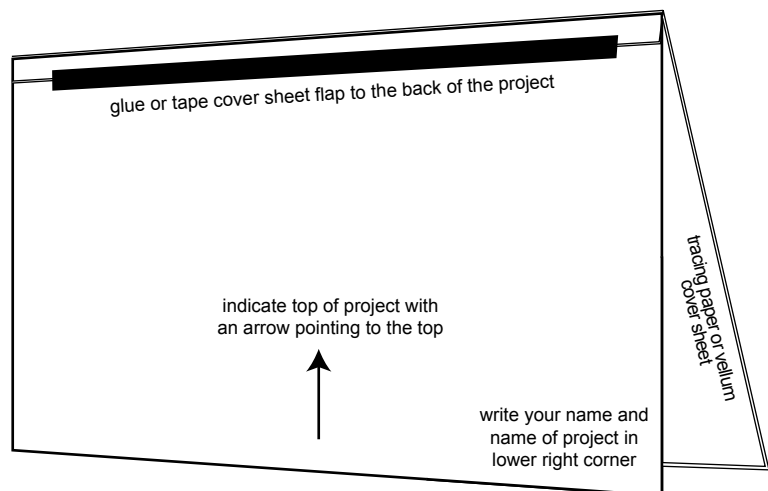 glue or tape cover sheet flap to the back of the project
tracing paper or vellum
cover sheet
indicate top of project with
an arrow pointing to the top
write your name and
name of project in
lower right corner